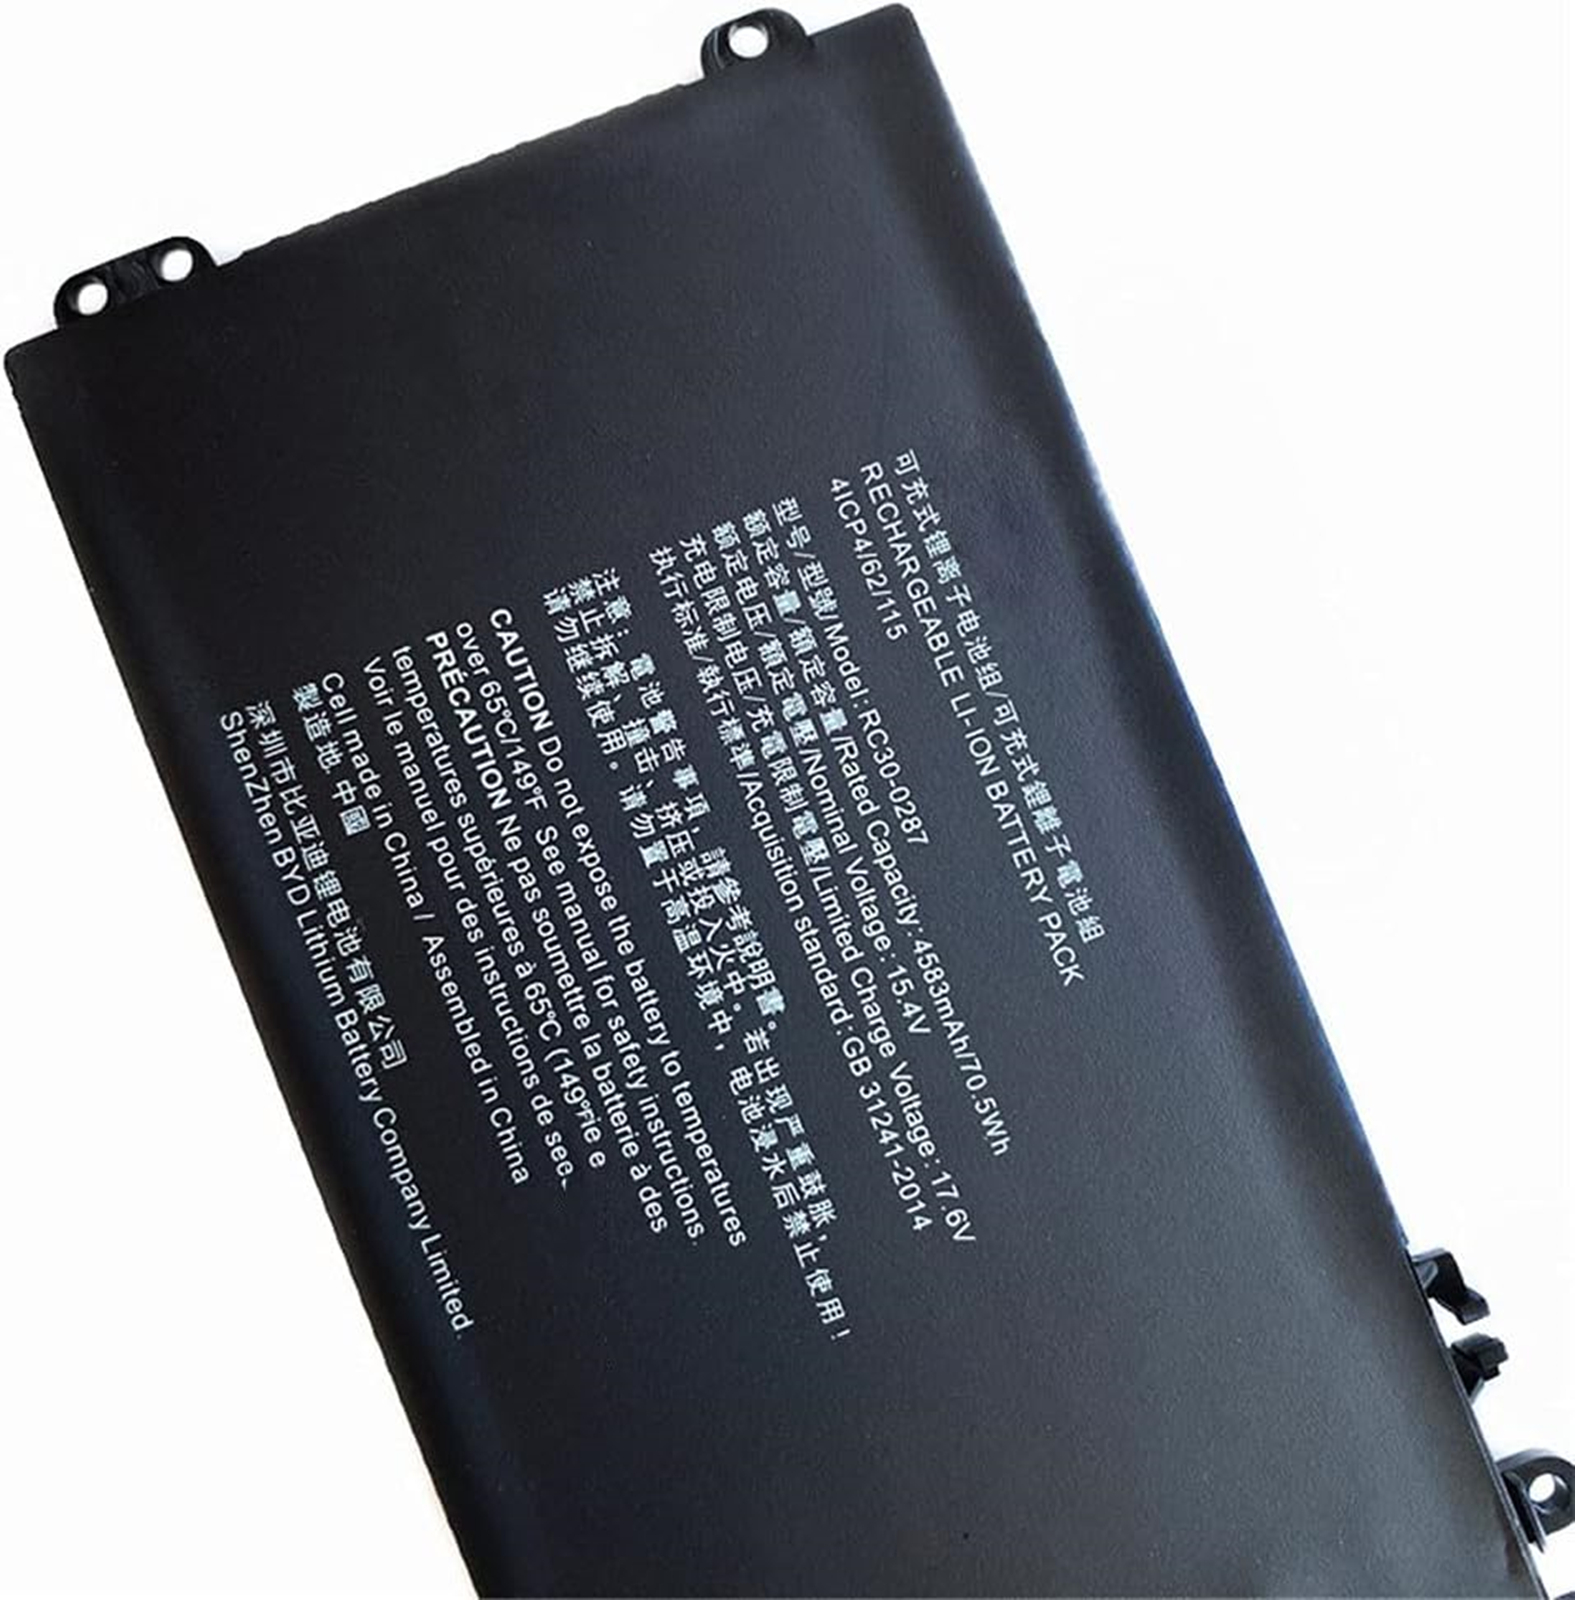 可充式锂离子电池组/可充式鋰離子電池組
RECHARGEABLE LI-ION BATTERY PACK
4ICP4/62/115
型号/型號/Model: RC30-0287
额定容量/額定容量/Rated Capacity: 4583mAh/70.5Wh
额定电压/額定電壓/Nominal Voltage: 15.4V
充电限制电压/充電限制電壓/Limited Charge Voltage: 17.6V
执行标准/執行標準/Acquisition standard: GB 31241-2014
注意: 電池警告事項, 請參考說明書。若出现严重鼓胀,
禁止拆解、撞击、挤压或投入火中。
请勿继续使用。请勿置于高温环境中, 电池浸水后禁止使用!
CAUTION Do not expose the battery to temperatures
over 65℃/149℉ See manual for safety instructions.
PRÉCAUTION Ne pas soumettre la batterie à des
temperatures supérieures à 65℃ (149℉ie e
Voir le manuel pour des instructions de sec
Cell made in China / Assembled in China
製造地: 中國
深圳市比亚迪锂电池有限公司
ShenZhen BYD Lithium Battery Company Limited.